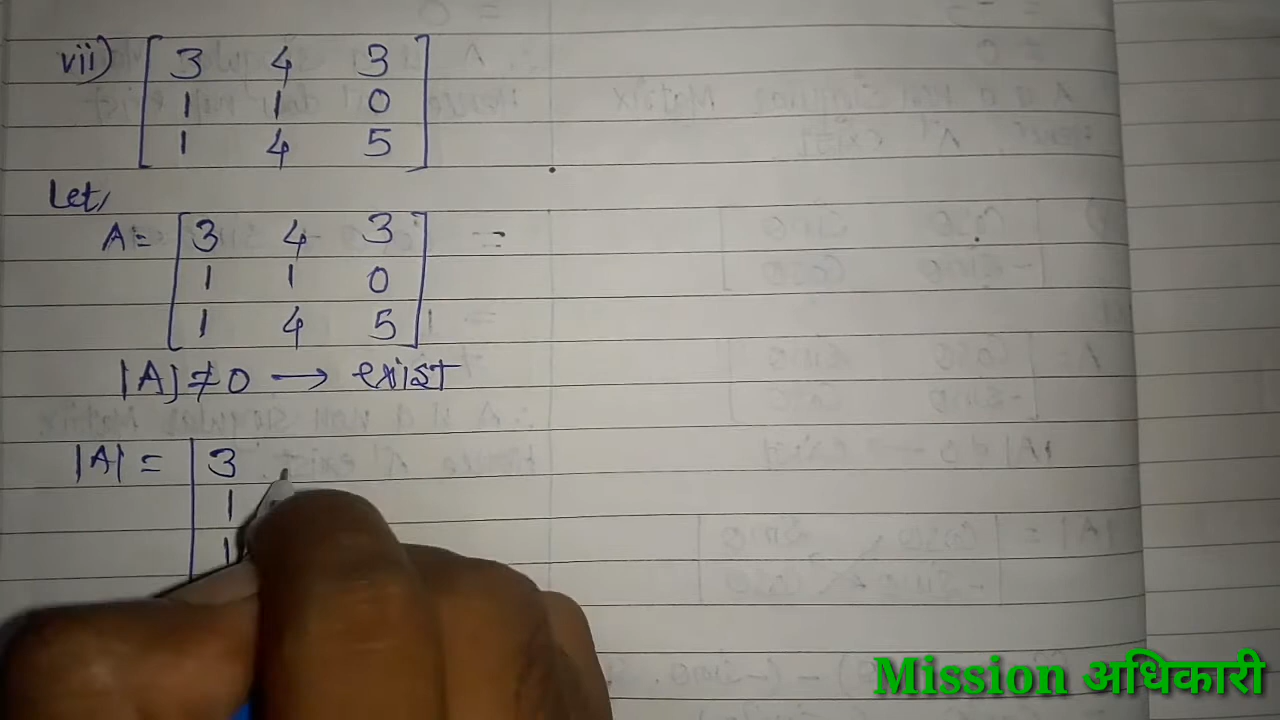 vii) [ 3 4 3
1 1 0
1 4 5 ]
Let,
A = [ 3 4 3 =
1 1 0
1 4 5 ]
|A| ≠ 0 → exist
|A| = | 3
1
1
Mission अधिकारी